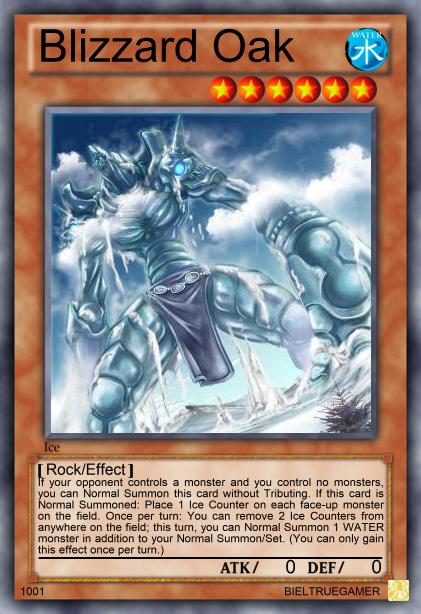 Blizzard Oak
WATER
水
Ice
[ Rock/Effect ]
If your opponent controls a monster and you control no monsters,
you can Normal Summon this card without Tributing. If this card is
Normal Summoned: Place 1 Ice Counter on each face-up monster
on the field. Once per turn: You can remove 2 Ice Counters from
anywhere on the field; this turn, you can Normal Summon 1 WATER
monster in addition to your Normal Summon/Set. (You can only gain
this effect once per turn.)
ATK/ 0 DEF/ 0
1001 BIELTRUEGAMER